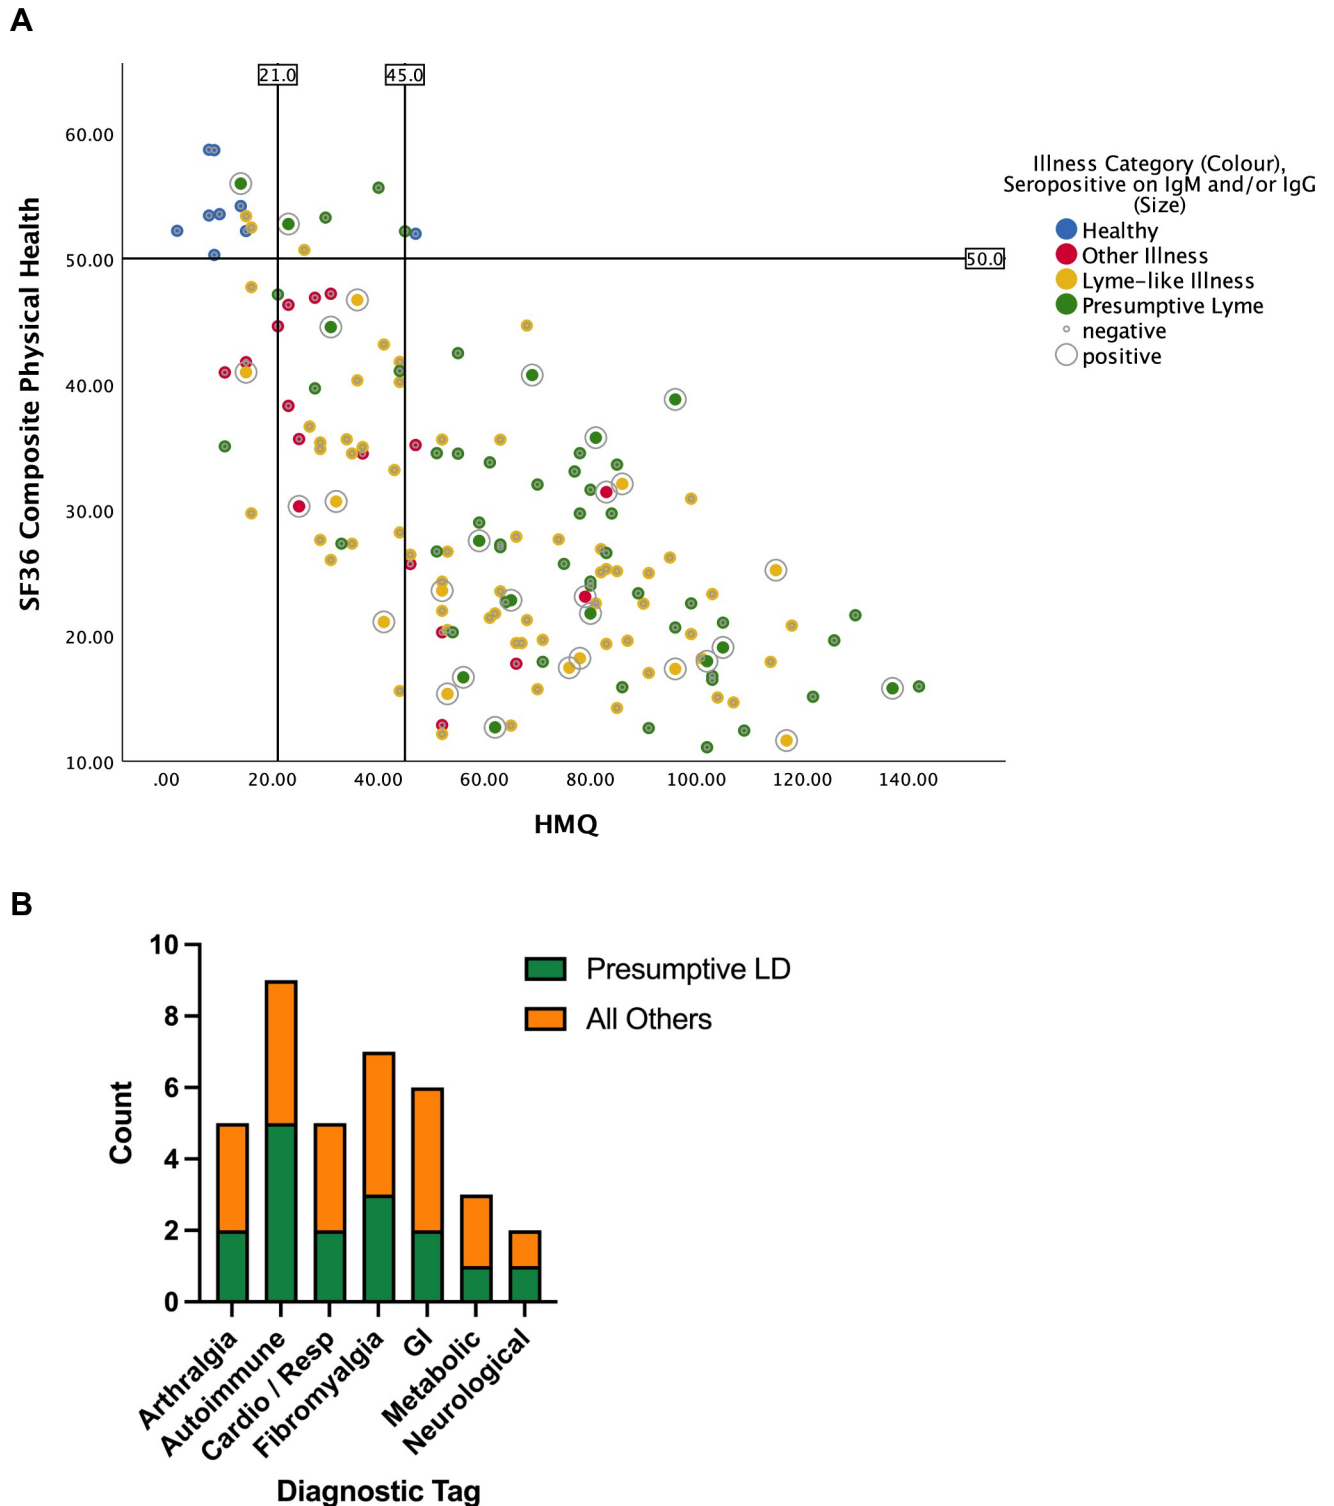 A
21.0
45.0
60.00
50.00
40.00
30.00
20.00
10.00
SF36 Composite Physical Health
50.0
.00
20.00
40.00
60.00
80.00
100.00
120.00
140.00
HMQ
Illness Category (Colour),
Seropositive on IgM and/or IgG
(Size)
Healthy
Other Illness
Lyme-like Illness
Presumptive Lyme
negative
positive
B
10
8
6
4
2
0
Count
Presumptive LD
All Others
Arthralgia
Autoimmune
Cardio / Resp
Fibromyalgia
GI
Metabolic
Neurological
Diagnostic Tag